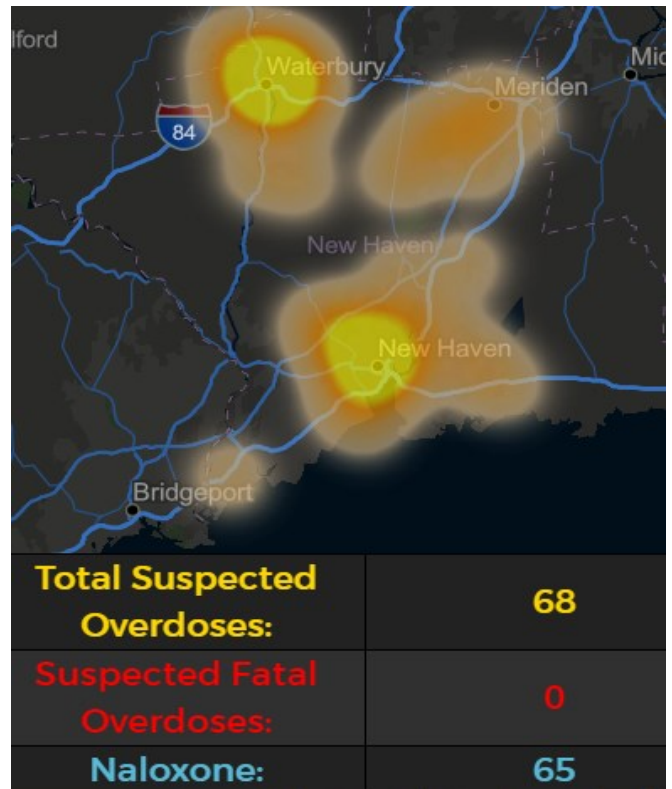 lford
Waterbury
Mid
Meriden
84
New Haven
New Haven
Bridgeport
Total Suspected
Overdoses:
68
Suspected Fatal
Overdoses:
0
Naloxone:
65